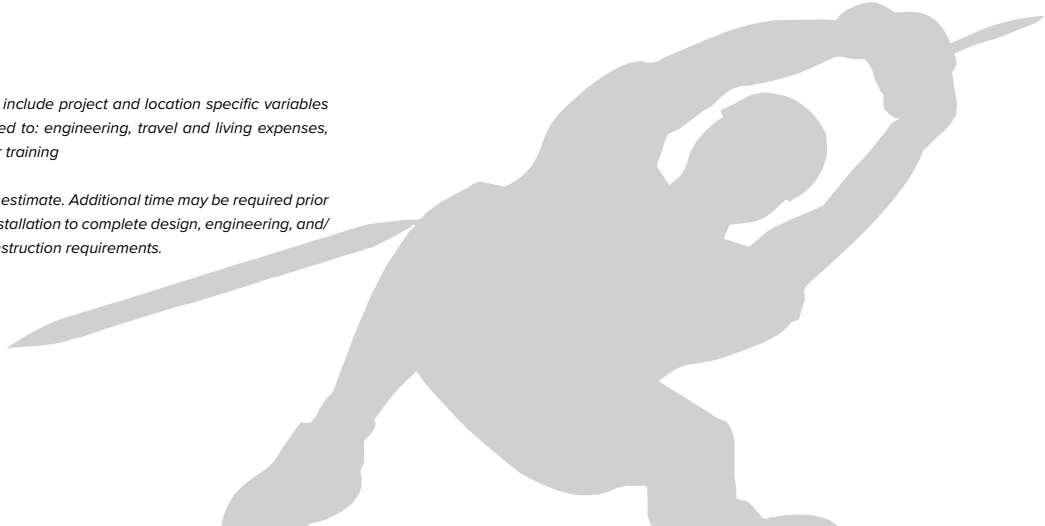 include project and location specific variables
ed to: engineering, travel and living expenses,
training
estimate. Additional time may be required prior
stallation to complete design, engineering, and/
struction requirements.